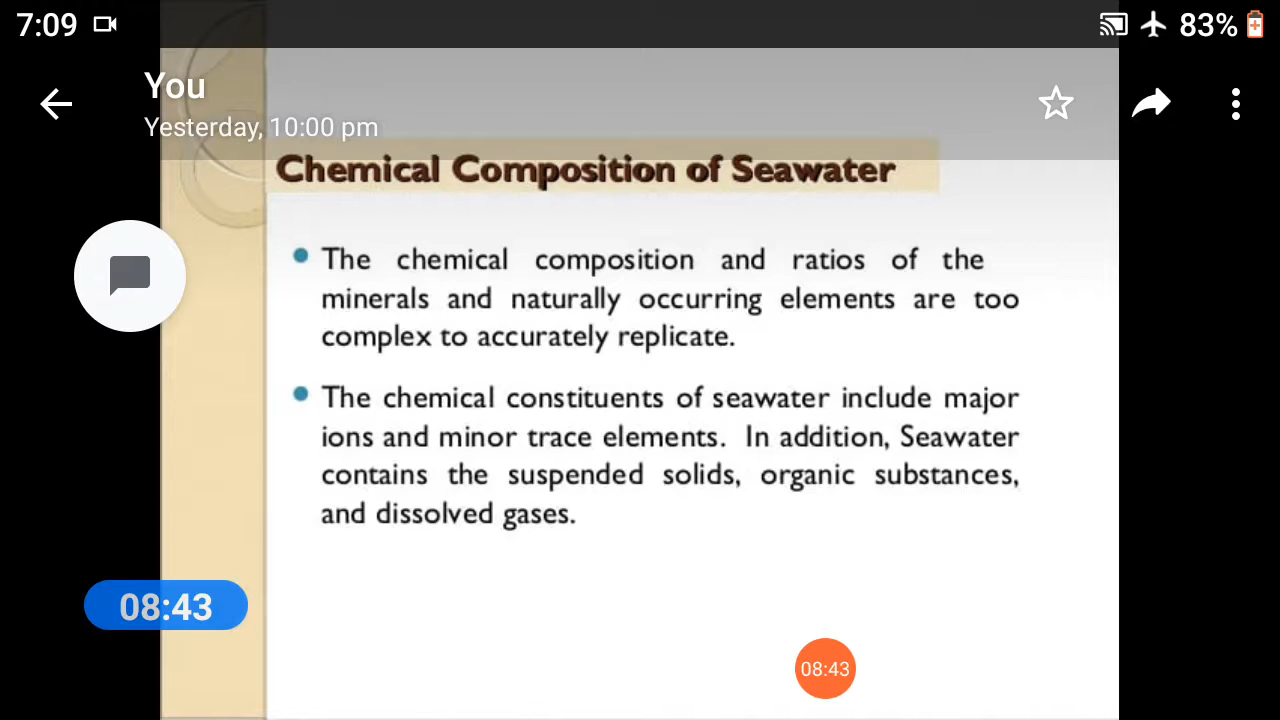 7:09
83%
You
Yesterday, 10:00 pm
Chemical Composition of Seawater
The chemical composition and ratios of the
minerals and naturally occurring elements are too
complex to accurately replicate.
The chemical constituents of seawater include major
ions and minor trace elements. In addition, Seawater
contains the suspended solids, organic substances,
and dissolved gases.
08:43
08:43